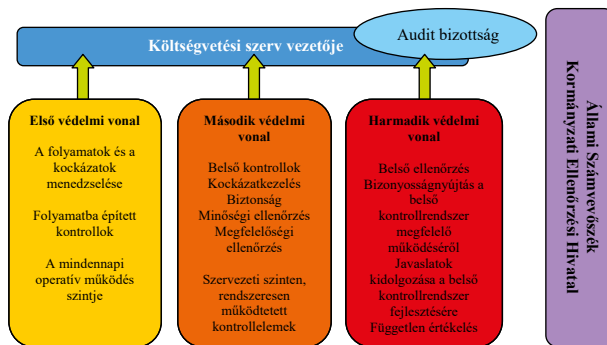 Költségvetési szerv vezetője
Audit bizottság
Első védelmi vonal
A folyamatok és a
kockázatok
menedzselése
Folyamatba épített
kontrollok
A mindennapi
operatív működés
szintje
Második védelmi
vonal
Belső kontrollok
Kockázatkezelés
Biztonság
Minőségi ellenőrzés
Megfelelőségi
ellenőrzés
Szervezeti szinten,
rendszeresen
működtetett
kontrollelemek
Harmadik védelmi
vonal
Belső ellenőrzés
Bizonyosságnyújtás a
belső
kontrollrendszer
megfelelő
működéséről
Javaslatok
kidolgozása a belső
kontrollrendszer
fejlesztésére
Független értékelés
Állami Számvevőszék
Kormányzati Ellenőrzési Hivatal